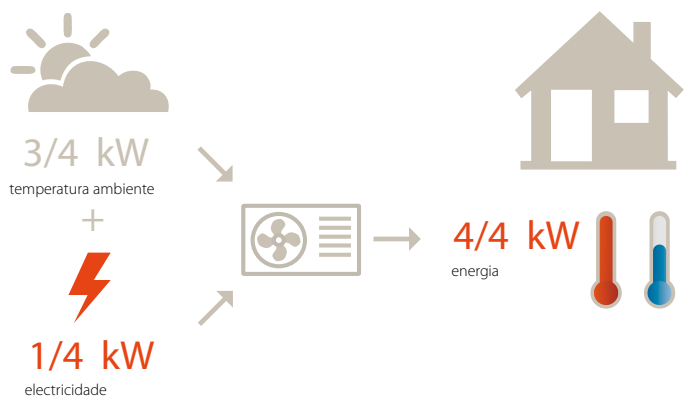 3/4 kW
temperatura ambiente
+
1/4 kW
electricidade
4/4 kW
energia